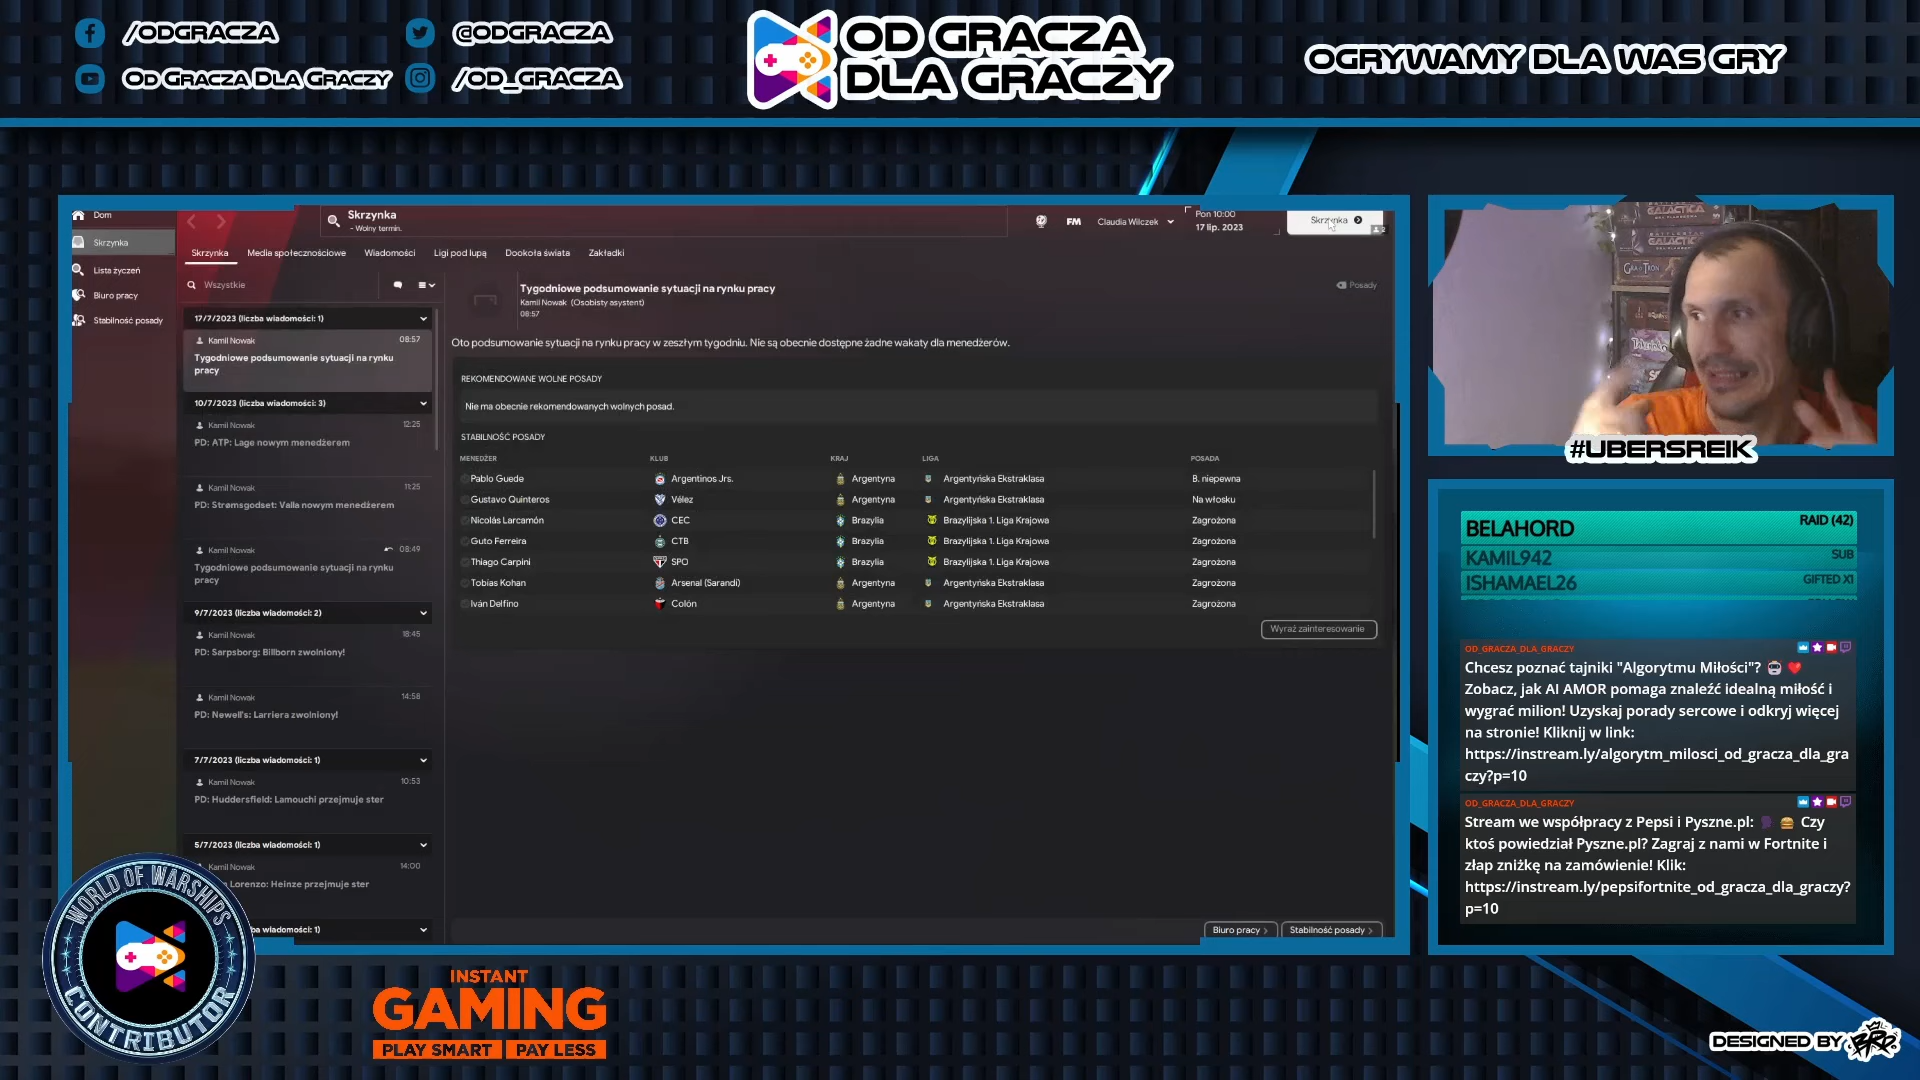 /ODGRACZA
@ODGRACZA
OD GRACZA DLA GRACZY
/OD_GRACZA
OD GRACZA
DLA GRACZY
OGRYWAMY DLA WAS GRY
Dom
Skrzynka
Lista życzeń
Biuro pracy
Stabilność posady
Skrzynka
- Wolny termin.
FM
Claudia Wilczek
Pon 10:00
17 lip. 2023
Skrzynka
2
Skrzynka
Media społecznościowe
Wiadomości
Ligi pod lupą
Dookoła świata
Zakładki
Wszystkie
17/7/2023 (liczba wiadomości: 1)
Kamil Nowak 08:57
Tygodniowe podsumowanie sytuacji na rynku
pracy
10/7/2023 (liczba wiadomości: 3)
Kamil Nowak 12:25
PD: ATP: Lage nowym menedżerem
Kamil Nowak 11:25
PD: Strømsgodset: Valla nowym menedżerem
Kamil Nowak 08:49
Tygodniowe podsumowanie sytuacji na rynku
pracy
9/7/2023 (liczba wiadomości: 2)
Kamil Nowak 18:45
PD: Sarpsborg: Billborn zwolniony!
Kamil Nowak 14:58
PD: Newell's: Larriera zwolniony!
7/7/2023 (liczba wiadomości: 1)
Kamil Nowak 10:53
PD: Huddersfield: Lamouchi przejmuje ster
5/7/2023 (liczba wiadomości: 1)
Kamil Nowak 14:00
Lorenzo: Heinze przejmuje ster
ba wiadomości: 1)
Tygodniowe podsumowanie sytuacji na rynku pracy
Kamil Nowak (Osobisty asystent)
08:57
Posady
Oto podsumowanie sytuacji na rynku pracy w zeszłym tygodniu. Nie są obecnie dostępne żadne wakaty dla menedżerów.
REKOMENDOWANE WOLNE POSADY
Nie ma obecnie rekomendowanych wolnych posad.
STABILNOŚĆ POSADY
MENEDŻER KLUB KRAJ LIGA POSADA
Pablo Guede Argentinos Jrs. Argentyna Argentyńska Ekstraklasa B. niepewna
Gustavo Quinteros Vélez Argentyna Argentyńska Ekstraklasa Na włosku
Nicolás Larcamón CEC Brazylia Brazylijska 1. Liga Krajowa Zagrożona
Guto Ferreira CTB Brazylia Brazylijska 1. Liga Krajowa Zagrożona
Thiago Carpini SPO Brazylia Brazylijska 1. Liga Krajowa Zagrożona
Tobías Kohan Arsenal (Sarandí) Argentyna Argentyńska Ekstraklasa Zagrożona
Iván Delfino Colón Argentyna Argentyńska Ekstraklasa Zagrożona
Wyraź zainteresowanie
Biuro pracy
Stabilność posady
#UBERSREIK
BELAHORD RAID (42)
KAMIL942 SUB
ISHAMAEL26 GIFTED X1
OD_GRACZA_DLA_GRACZY
Chcesz poznać tajniki "Algorytmu Miłości"? 🤖 ❤️
Zobacz, jak AI AMOR pomaga znaleźć idealną miłość i
wygrać milion! Uzyskaj porady sercowe i odkryj więcej
na stronie! Kliknij w link:
https://instream.ly/algorytm_milosci_od_gracza_dla_gra
czy?p=10
OD_GRACZA_DLA_GRACZY
Stream we współpracy z Pepsi i Pyszne.pl: 🗣️ 🍔 Czy
ktoś powiedział Pyszne.pl? Zagraj z nami w Fortnite i
złap zniżkę na zamówienie! Klik:
https://instream.ly/pepsifortnite_od_gracza_dla_graczy?
p=10
WORLD OF WARSHIPS
CONTRIBUTOR
INSTANT
GAMING
PLAY SMART PAY LESS
DESIGNED BY BRD.